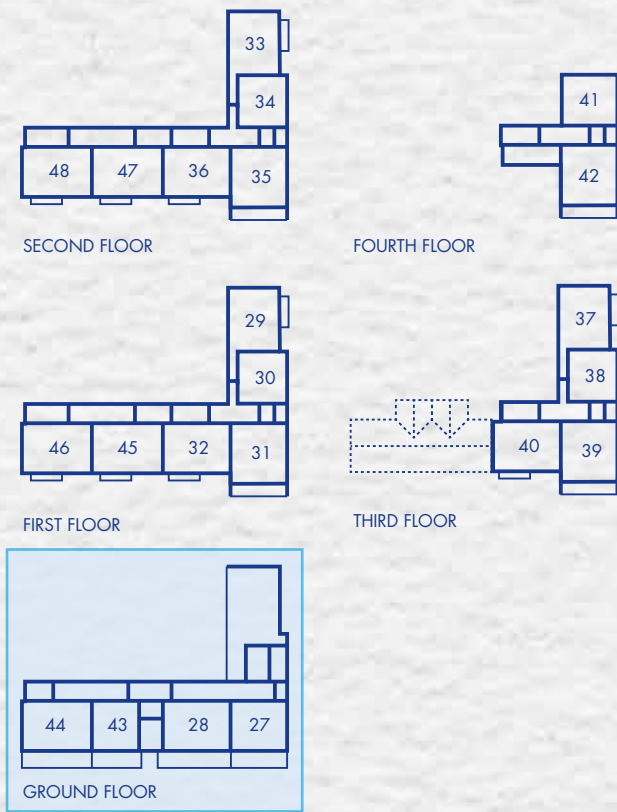 33
34
48 47 36 35
SECOND FLOOR
41
42
FOURTH FLOOR
29
30
46 45 32 31
FIRST FLOOR
37
38
40 39
THIRD FLOOR
44 43 28 27
GROUND FLOOR